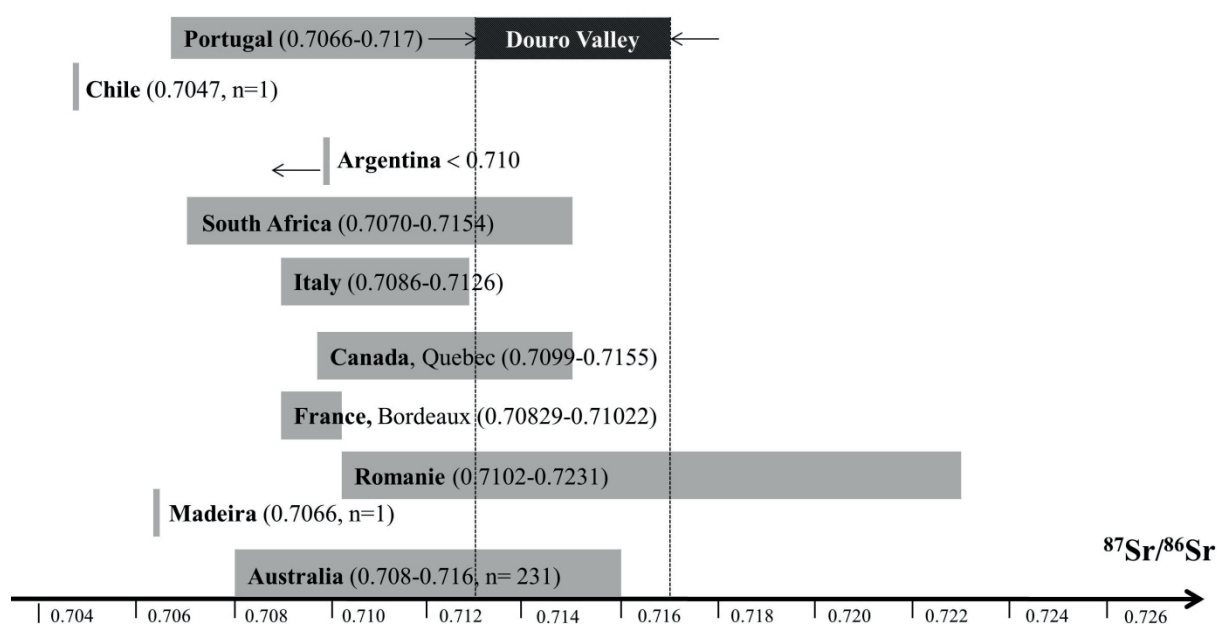 Portugal (0.7066-0.717) Douro Valley
Chile (0.7047, n=1)
Argentina < 0.710
South Africa (0.7070-0.7154)
Italy (0.7086-0.7126)
Canada, Quebec (0.7099-0.7155)
France, Bordeaux (0.70829-0.71022)
Romanie (0.7102-0.7231)
Madeira (0.7066, n=1)
⁸⁷Sr/⁸⁶Sr
Australia (0.708-0.716, n= 231)
0.704 0.706 0.708 0.710 0.712 0.714 0.716 0.718 0.720 0.722 0.724 0.726